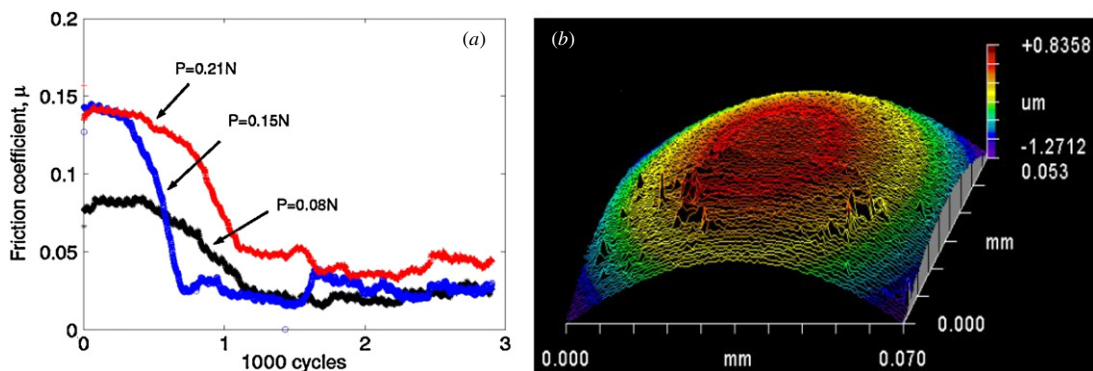 (a)
0.2
0.15
0.1
0.05
0
Friction coefficient, μ
P=0.21N
P=0.15N
P=0.08N
0 1 2 3
1000 cycles
(b)
+0.8358
um
-1.2712
0.053
mm
0.000
0.000 mm 0.070